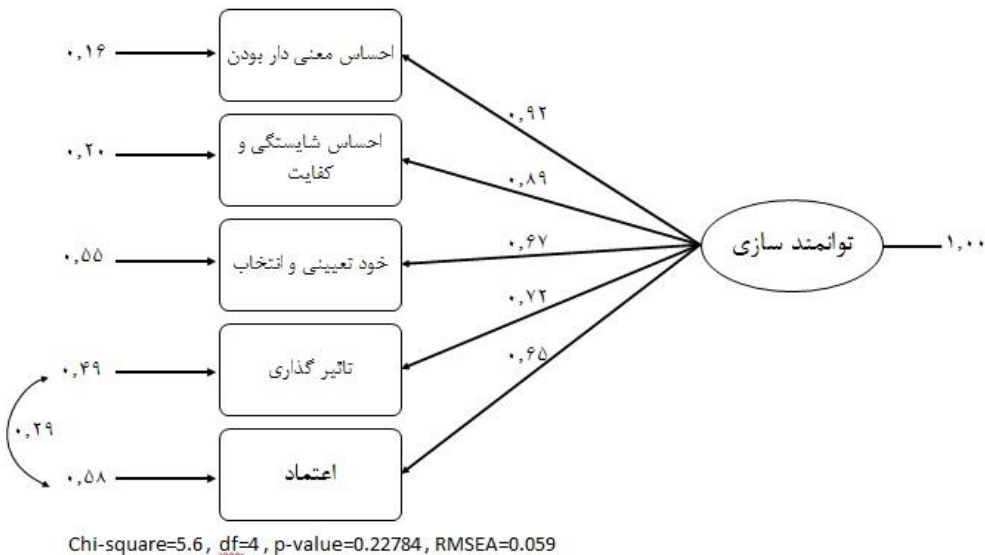 ۰,۱۶
احساس معنی دار بودن
۰,۹۲
۰,۲۰
احساس شایستگی و
کفایت
۰,۸۹
۰,۵۵
خود تعیینی و انتخاب
۰,۶۷
توانمند سازی
۱,۰۰
۰,۴۹
تاثیر گذاری
۰,۷۲
۰,۲۹
۰,۵۸
اعتماد
۰,۶۵
Chi-square=5.6 , df=4 , p-value=0.22784 , RMSEA=0.059